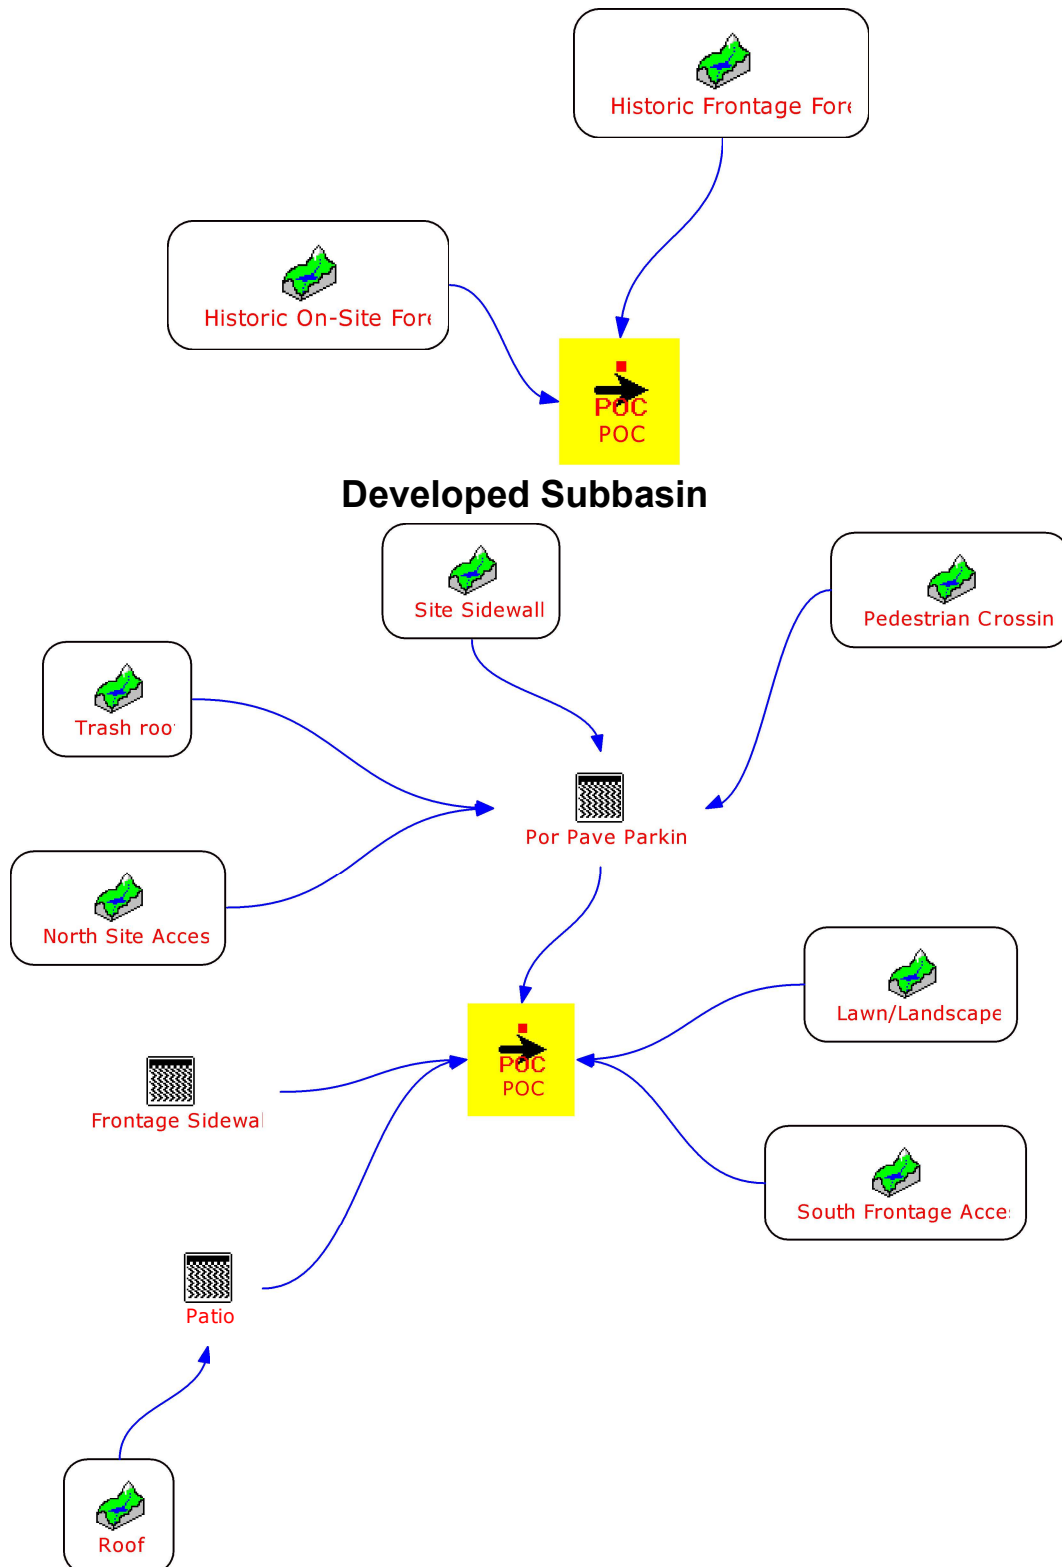 Historic Frontage Fore
Historic On-Site Fore
POC
POC
Developed Subbasin
Site Sidewall
Pedestrian Crossin
Trash roo
Por Pave Parkin
North Site Acces
Lawn/Landscape
POC
POC
Frontage Sidewal
South Frontage Acce
Patio
Roof